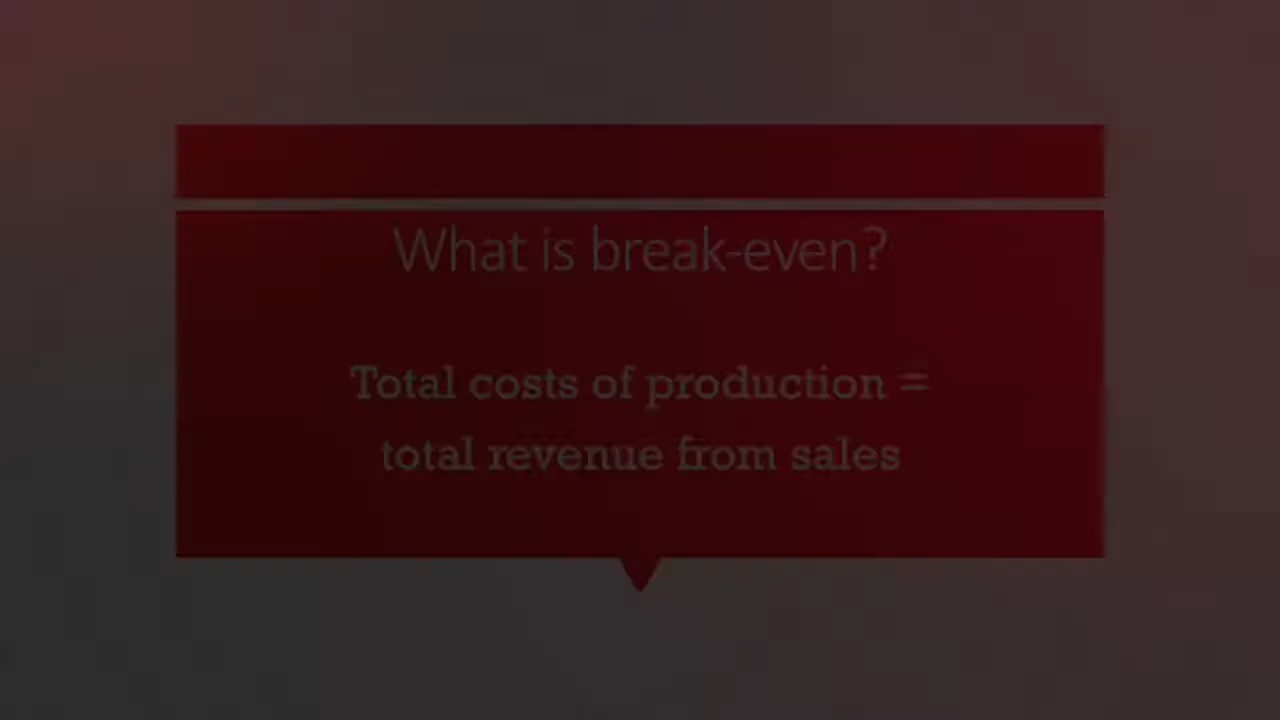 What is break-even?
Total costs of production =
total revenue from sales